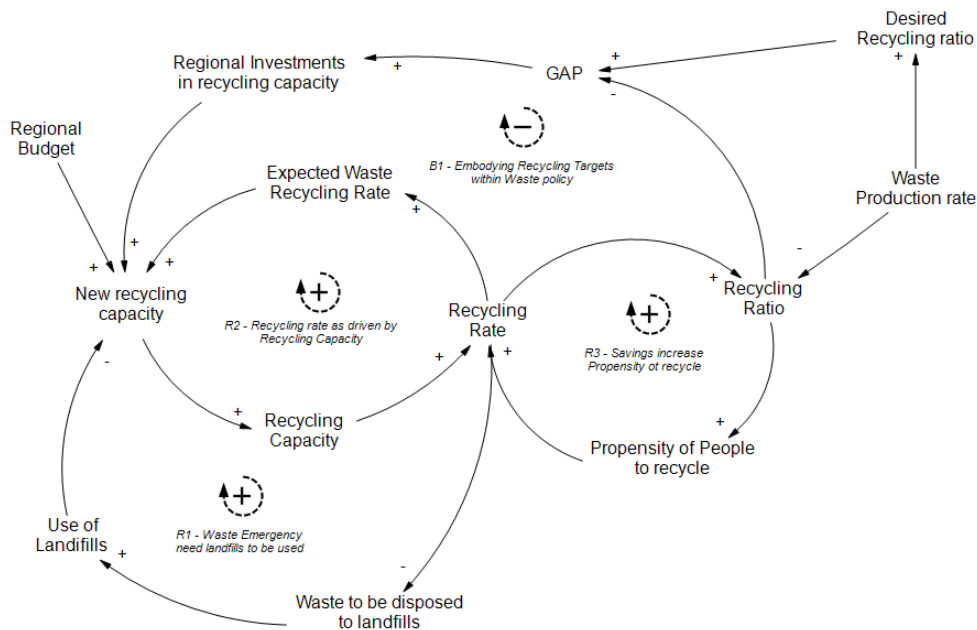 Desired
Recycling ratio
+
Regional Investments
in recycling capacity
+
GAP
+
-
Regional
Budget
B1 - Embodying Recycling Targets
within Waste policy
Expected Waste
Recycling Rate
+
Waste
Production rate
+
+
+
-
New recycling
capacity
R2 - Recycling rate as driven by
Recycling Capacity
Recycling
Rate
+
Recycling
Ratio
R3 - Savings increase
Propensity ot recycle
-
+
+
+
Recycling
Capacity
+
Propensity of People
to recycle
R1 - Waste Emergency
need landfills to be used
Use of
Landifills
+
-
Waste to be disposed
to landfills